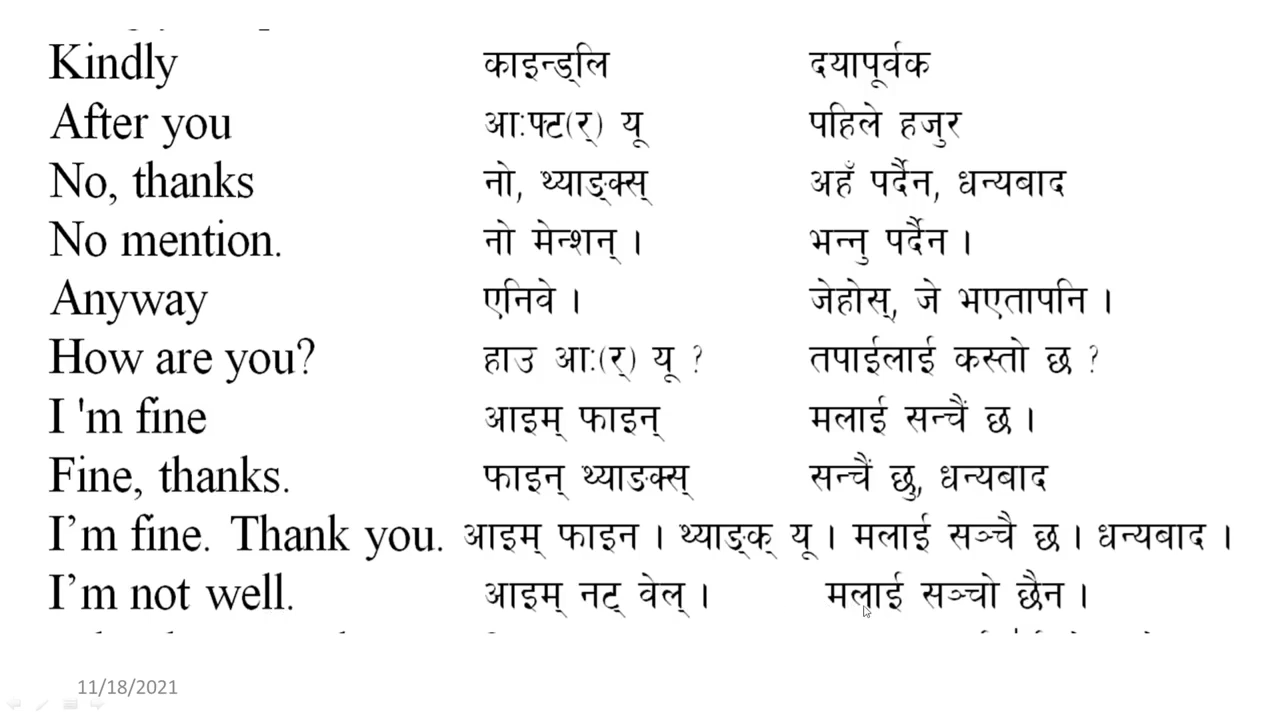 Kindly काइन्ड्लि दयापूर्वक
After you आःफ्ट(र्) यू पहिले हजुर
No, thanks नो, थ्याङ्क्स् अहँ पर्दैन, धन्यबाद
No mention. नो मेन्शन् । भन्नु पर्दैन ।
Anyway एनिवे । जेहोस्, जे भएतापनि ।
How are you? हाउ आः(र्) यू ? तपाईलाई कस्तो छ ?
I 'm fine आइम् फाइन् मलाई सन्चैं छ ।
Fine, thanks. फाइन् थ्याङक्स् सन्चैं छु, धन्यबाद
I’m fine. Thank you. आइम् फाइन । थ्याङ्क् यू । मलाई सञ्चै छ । धन्यबाद ।
I’m not well. आइम् नट् वेल् । मलाई सञ्चो छैन ।
11/18/2021